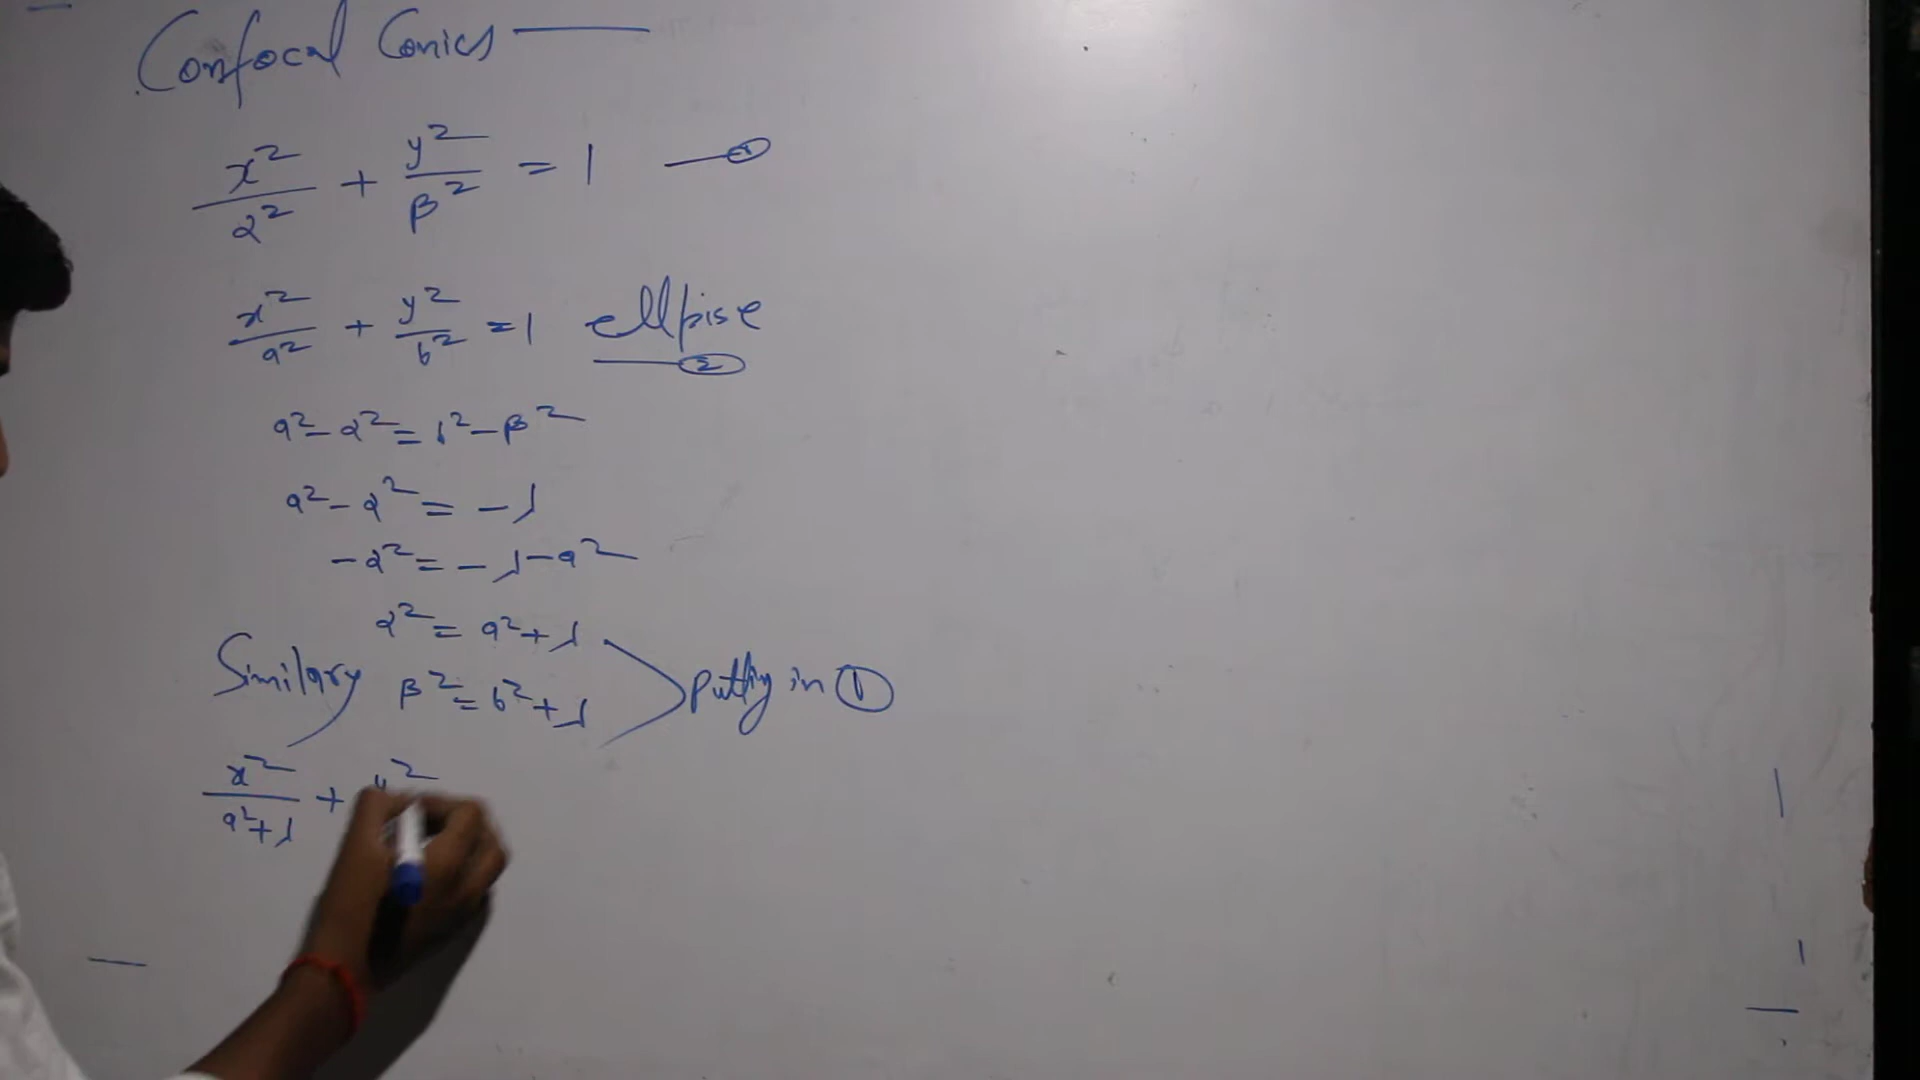 Confocal Conics
x²/α² + y²/β² = 1 — ①
x²/a² + y²/b² = 1 ellpise — ②
a² - α² = b² - β²
a² - α² = - λ
- α² = - λ - a²
α² = a² + λ
Similary β² = b² + λ putting in ①
x²/a²+λ + y²